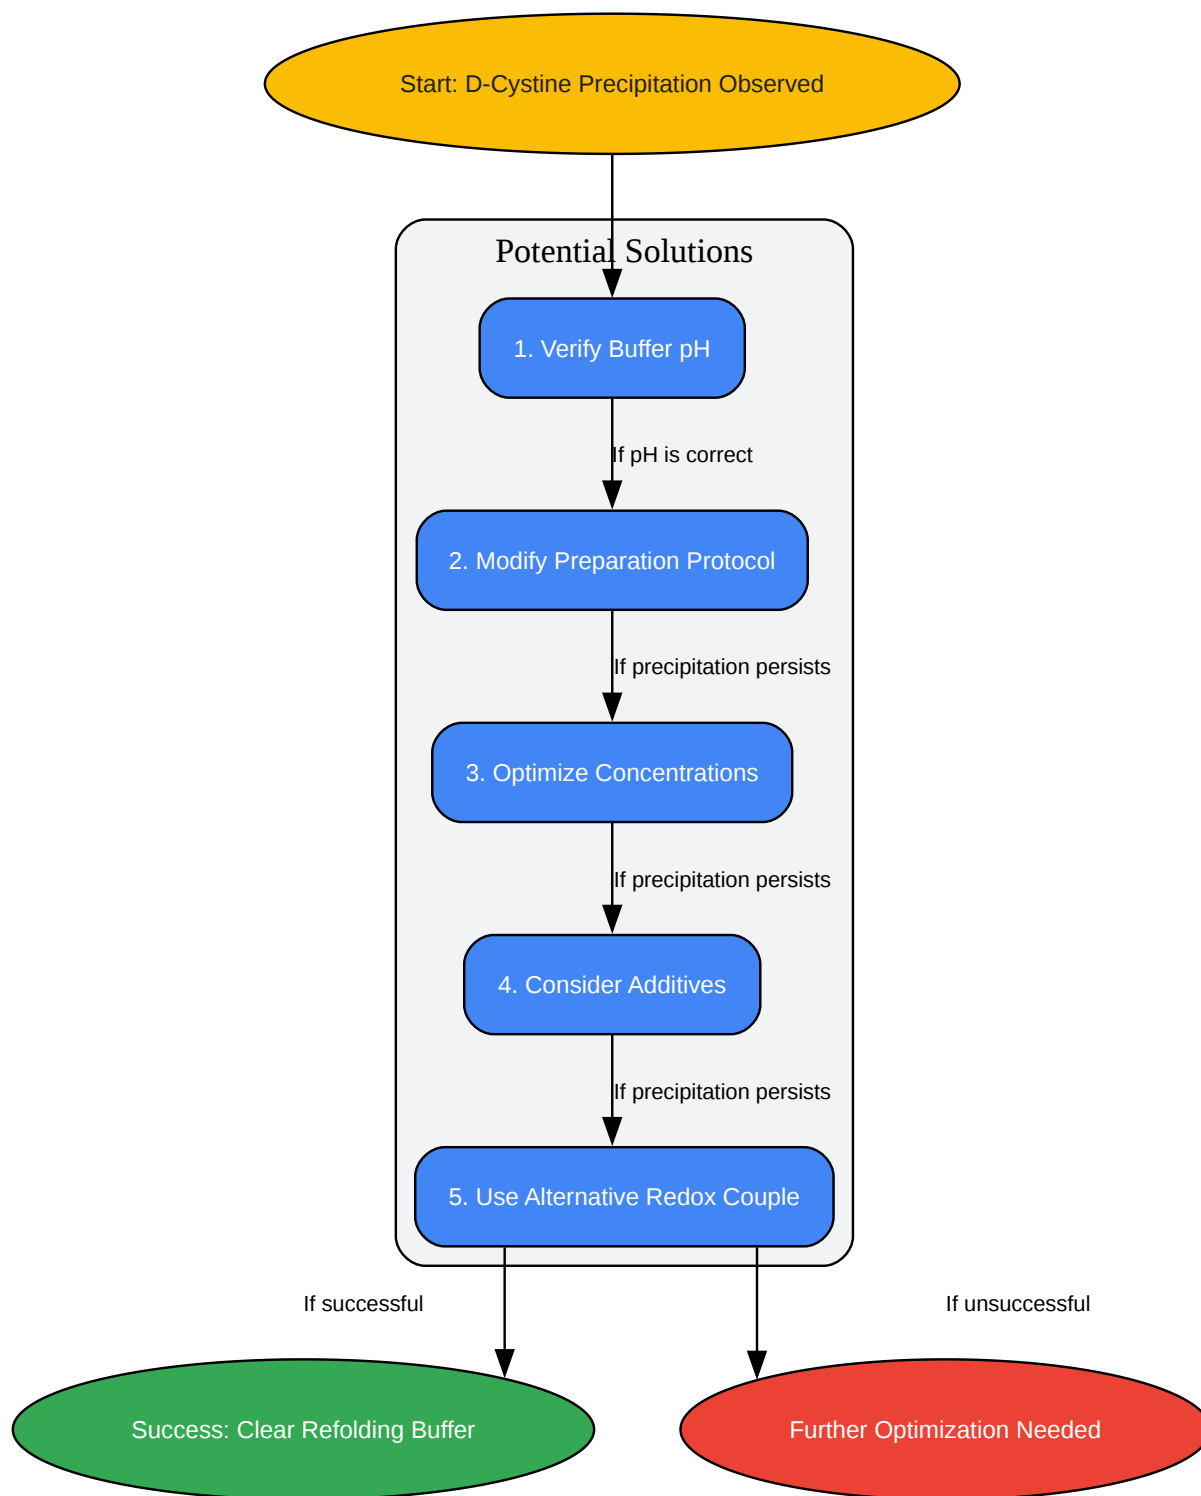 Start: D-Cystine Precipitation Observed
Potential Solutions
1. Verify Buffer pH
If pH is correct
2. Modify Preparation Protocol
If precipitation persists
3. Optimize Concentrations
If precipitation persists
4. Consider Additives
If precipitation persists
5. Use Alternative Redox Couple
If successful
If unsuccessful
Success: Clear Refolding Buffer
Further Optimization Needed